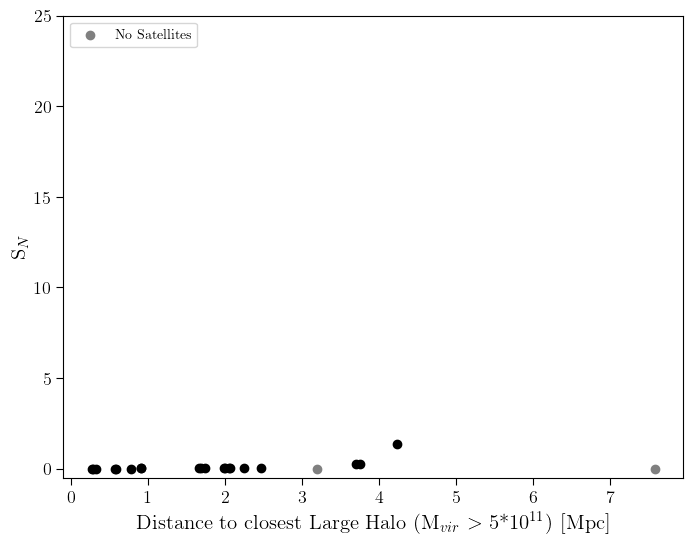 25
No Satellites
20
15
S_N
10
5
0
0 1 2 3 4 5 6 7
Distance to closest Large Halo (M_vir > 5*10^11) [Mpc]